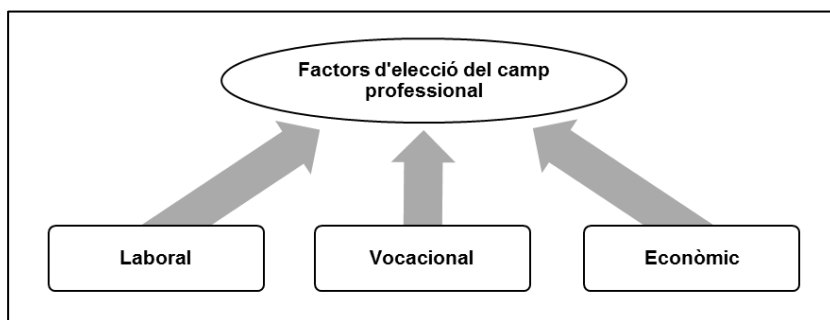 Factors d'elecció del camp
professional
Laboral
Vocacional
Econòmic